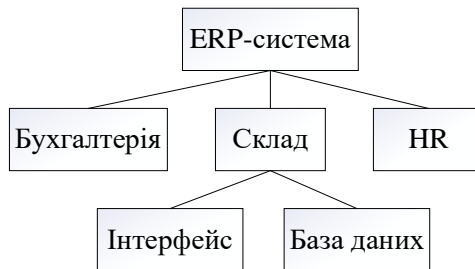 ERP-система
Бухгалтерія
Склад
HR
Інтерфейс
База даних